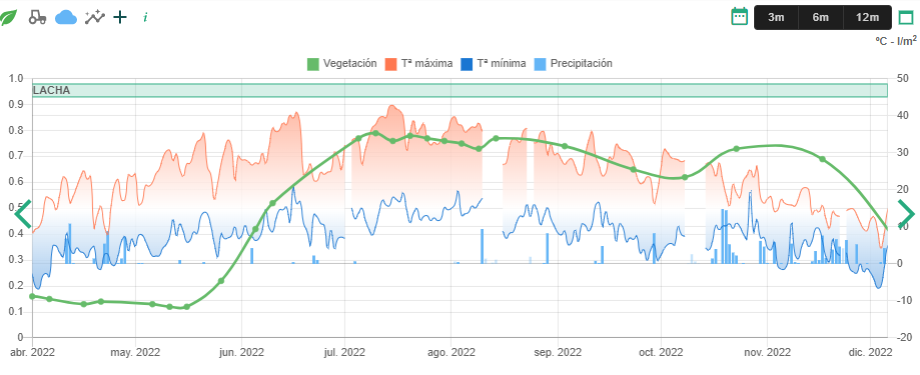 i
3m 6m 12m
ºC - l/m²
Vegetación Tª máxima Tª mínima Precipitación
1.0 50
LACHA
0.9 40
0.8
0.7 30
0.6 20
0.5
0.4 10
0.3 0
0.2 -10
0.1
0 -20
abr. 2022 may. 2022 jun. 2022 jul. 2022 ago. 2022 sep. 2022 oct. 2022 nov. 2022 dic. 2022